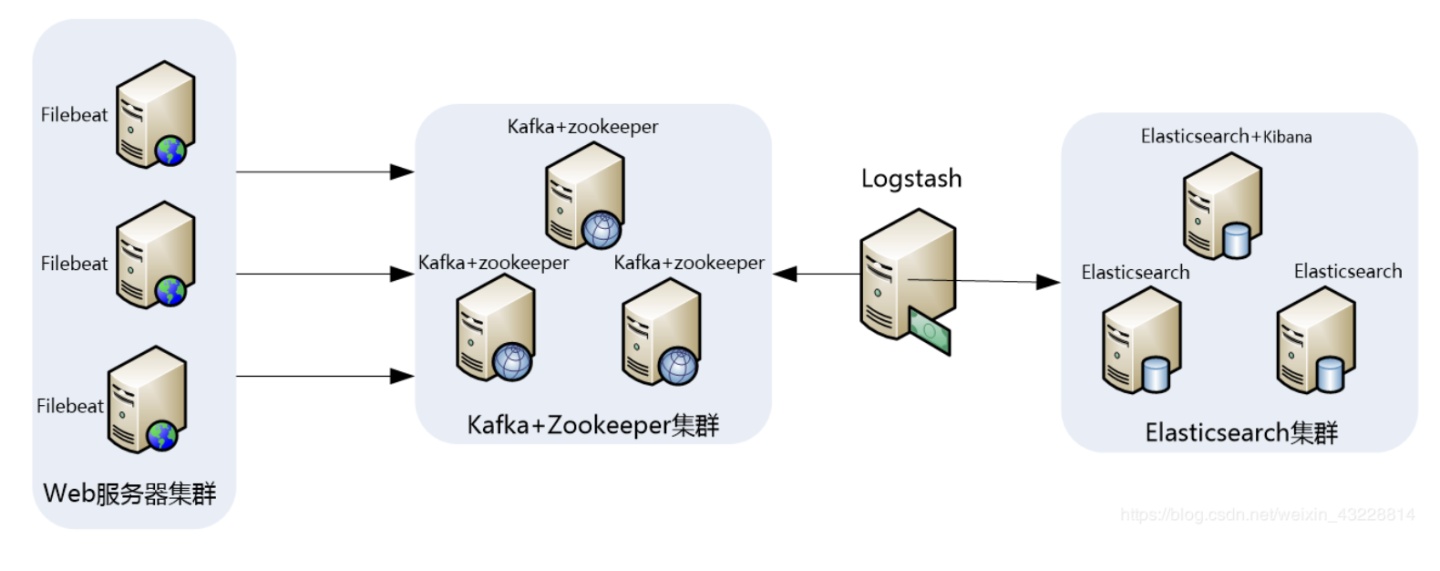 Filebeat
Filebeat
Filebeat
Web服务器集群
Kafka+zookeeper
Kafka+zookeeper
Kafka+zookeeper
Kafka+Zookeeper集群
Logstash
Elasticsearch+Kibana
Elasticsearch
Elasticsearch
Elasticsearch集群
https://blog.csdn.net/weixin_43228814